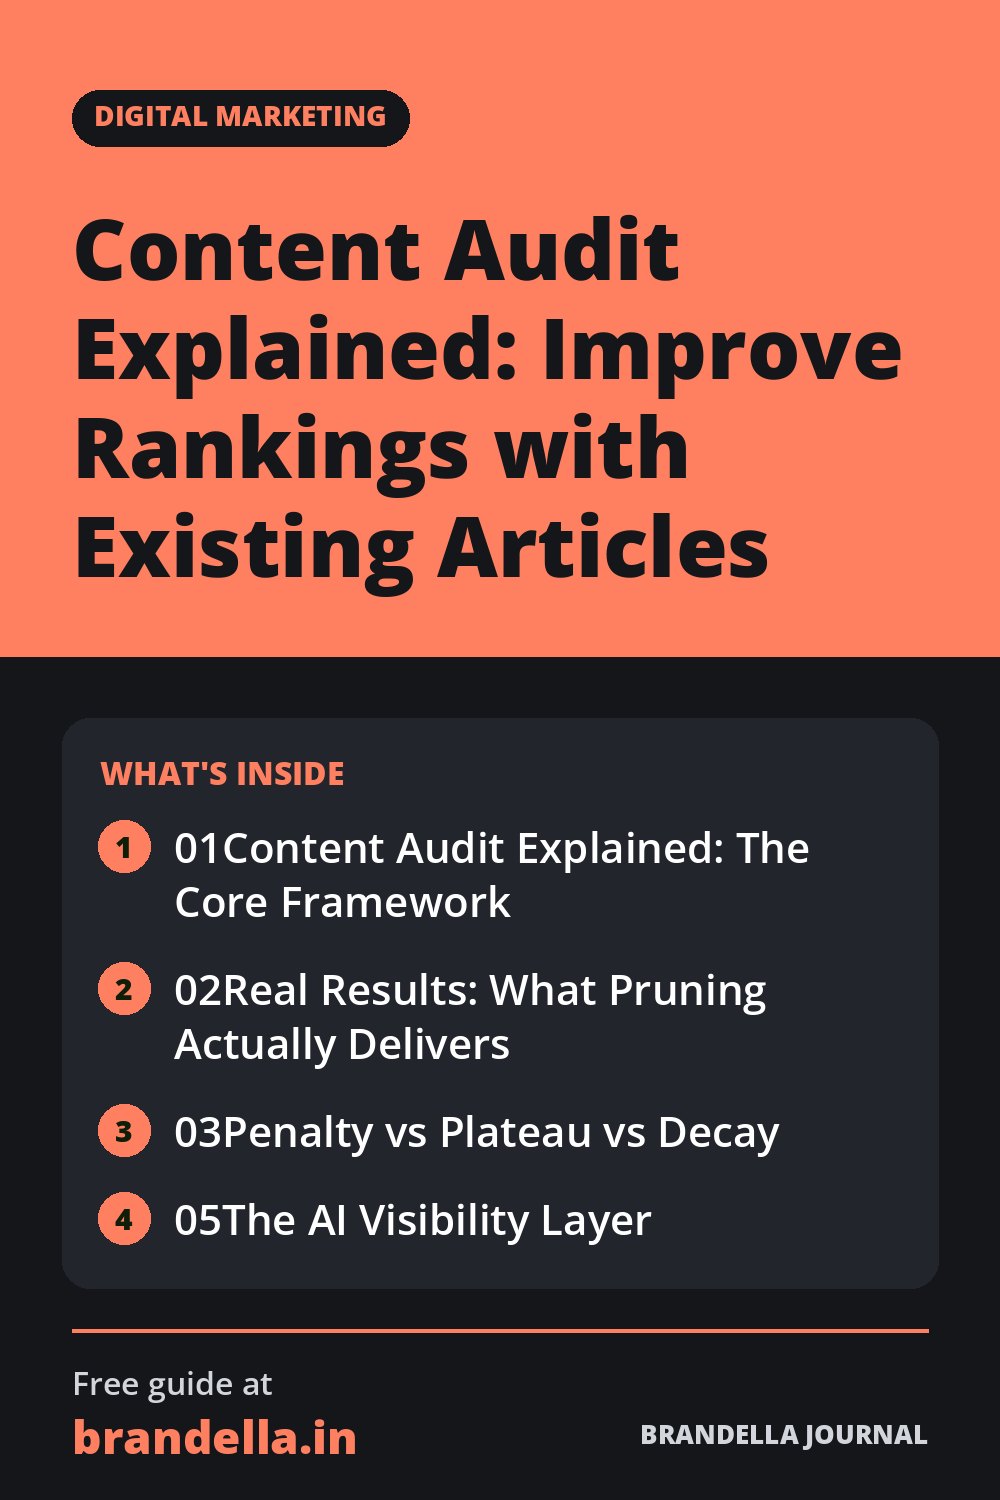 DIGITAL MARKETING
Content Audit
Explained: Improve
Rankings with
Existing Articles
WHAT'S INSIDE
1 01Content Audit Explained: The
Core Framework
2 02Real Results: What Pruning
Actually Delivers
3 03Penalty vs Plateau vs Decay
4 05The AI Visibility Layer
Free guide at
brandella.in
BRANDELLA JOURNAL